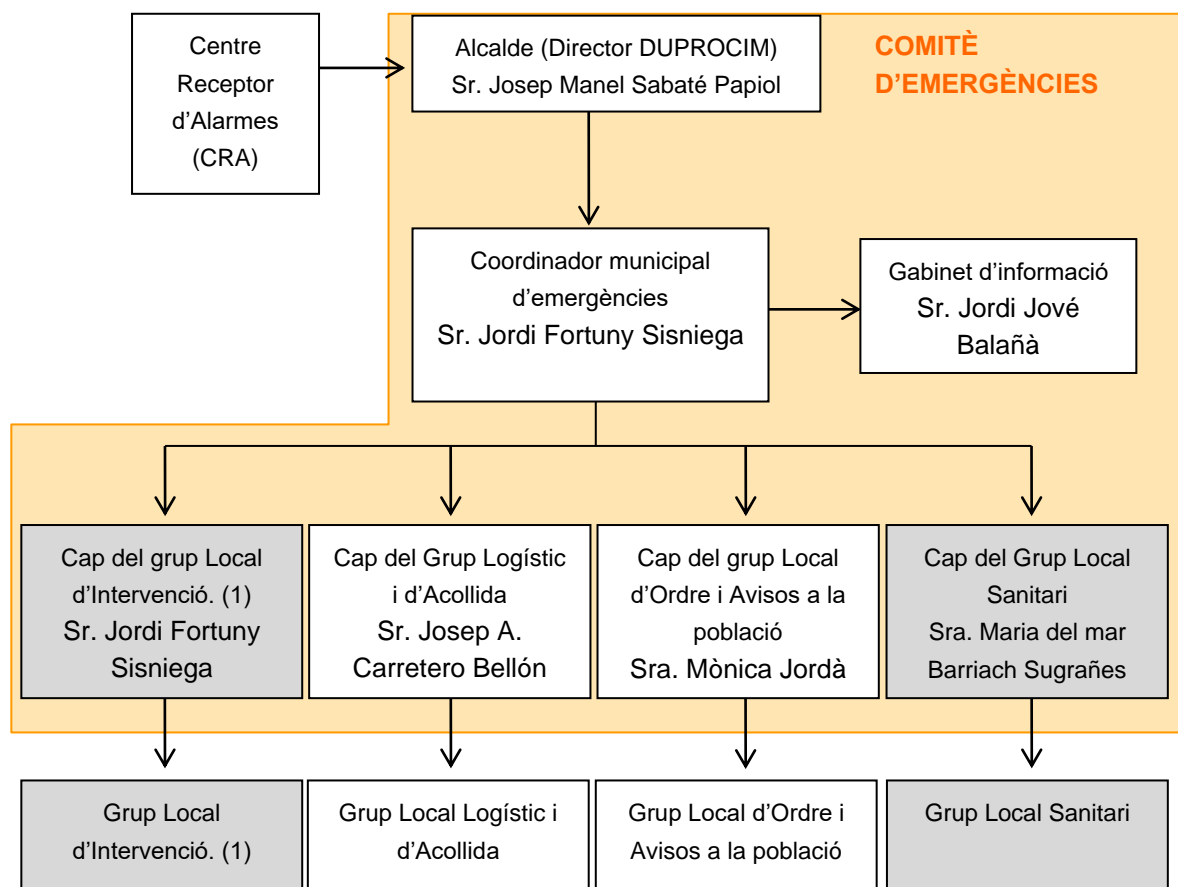 Centre
Receptor
d’Alarmes
(CRA)
Alcalde (Director DUPROCIM)
Sr. Josep Manel Sabaté Papiol
COMITÈ
D’EMERGÈNCIES
Coordinador municipal
d’emergències
Sr. Jordi Fortuny Sisniega
Gabinet d’informació
Sr. Jordi Jové
Balañà
Cap del grup Local
d’Intervenció. (1)
Sr. Jordi Fortuny
Sisniega
Cap del Grup Logístic
i d’Acollida
Sr. Josep A.
Carretero Bellón
Cap del grup Local
d’Ordre i Avisos a la
població
Sra. Mònica Jordà
Cap del Grup Local
Sanitari
Sra. Maria del mar
Barriach Sugrañes
Grup Local
d’Intervenció. (1)
Grup Local Logístic i
d’Acollida
Grup Local d’Ordre i
Avisos a la població
Grup Local Sanitari